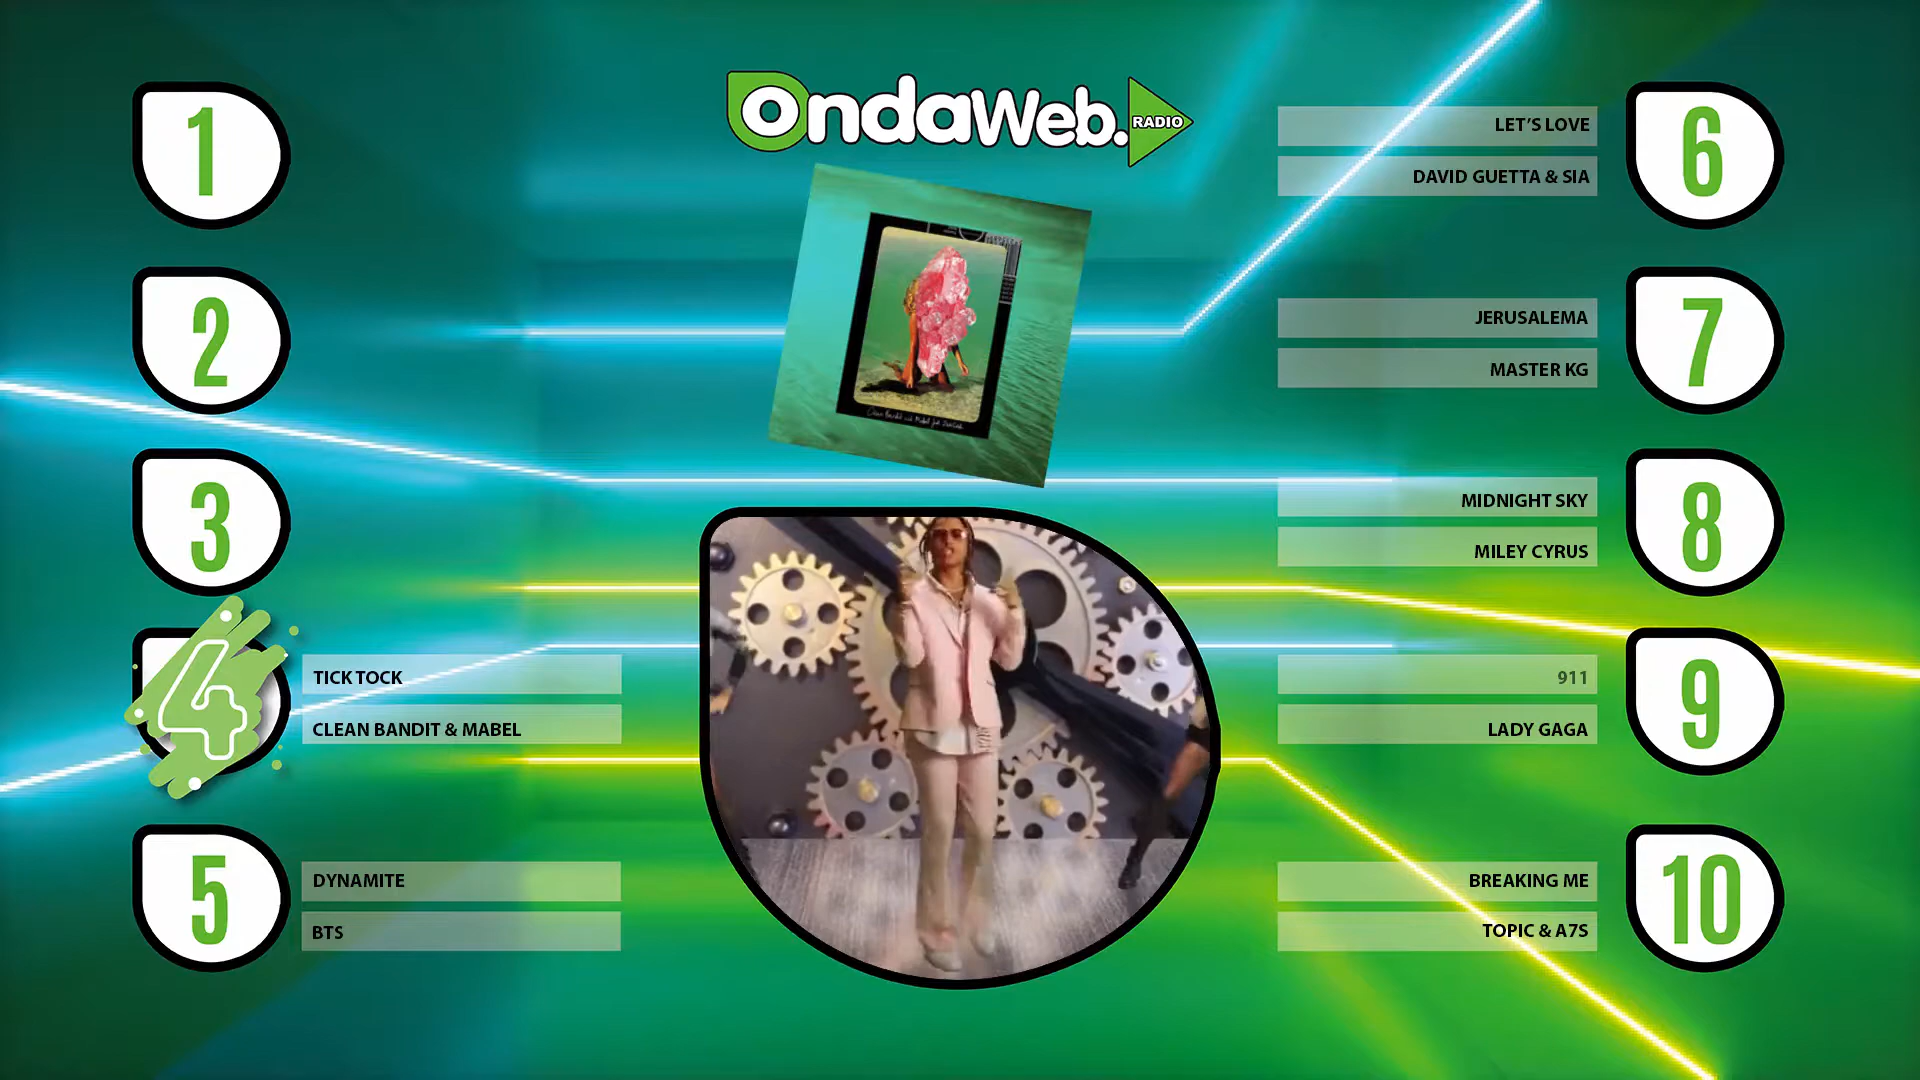 OndaWeb.
RADIO
1
2
3
4
TICK TOCK
CLEAN BANDIT & MABEL
5
DYNAMITE
BTS
LET'S LOVE
DAVID GUETTA & SIA
6
JERUSALEMA
MASTER KG
7
MIDNIGHT SKY
MILEY CYRUS
8
911
LADY GAGA
9
BREAKING ME
TOPIC & A7S
10